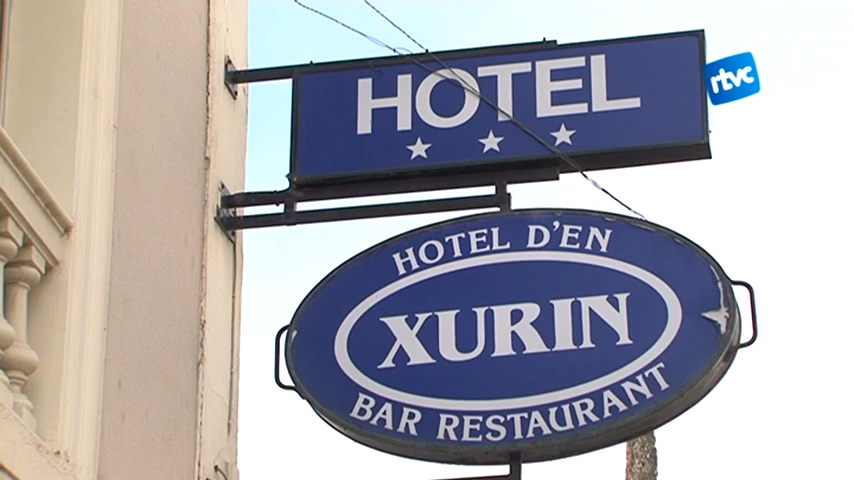 HOTEL
rtvc
HOTEL D'EN
XURIN
BAR RESTAURANT